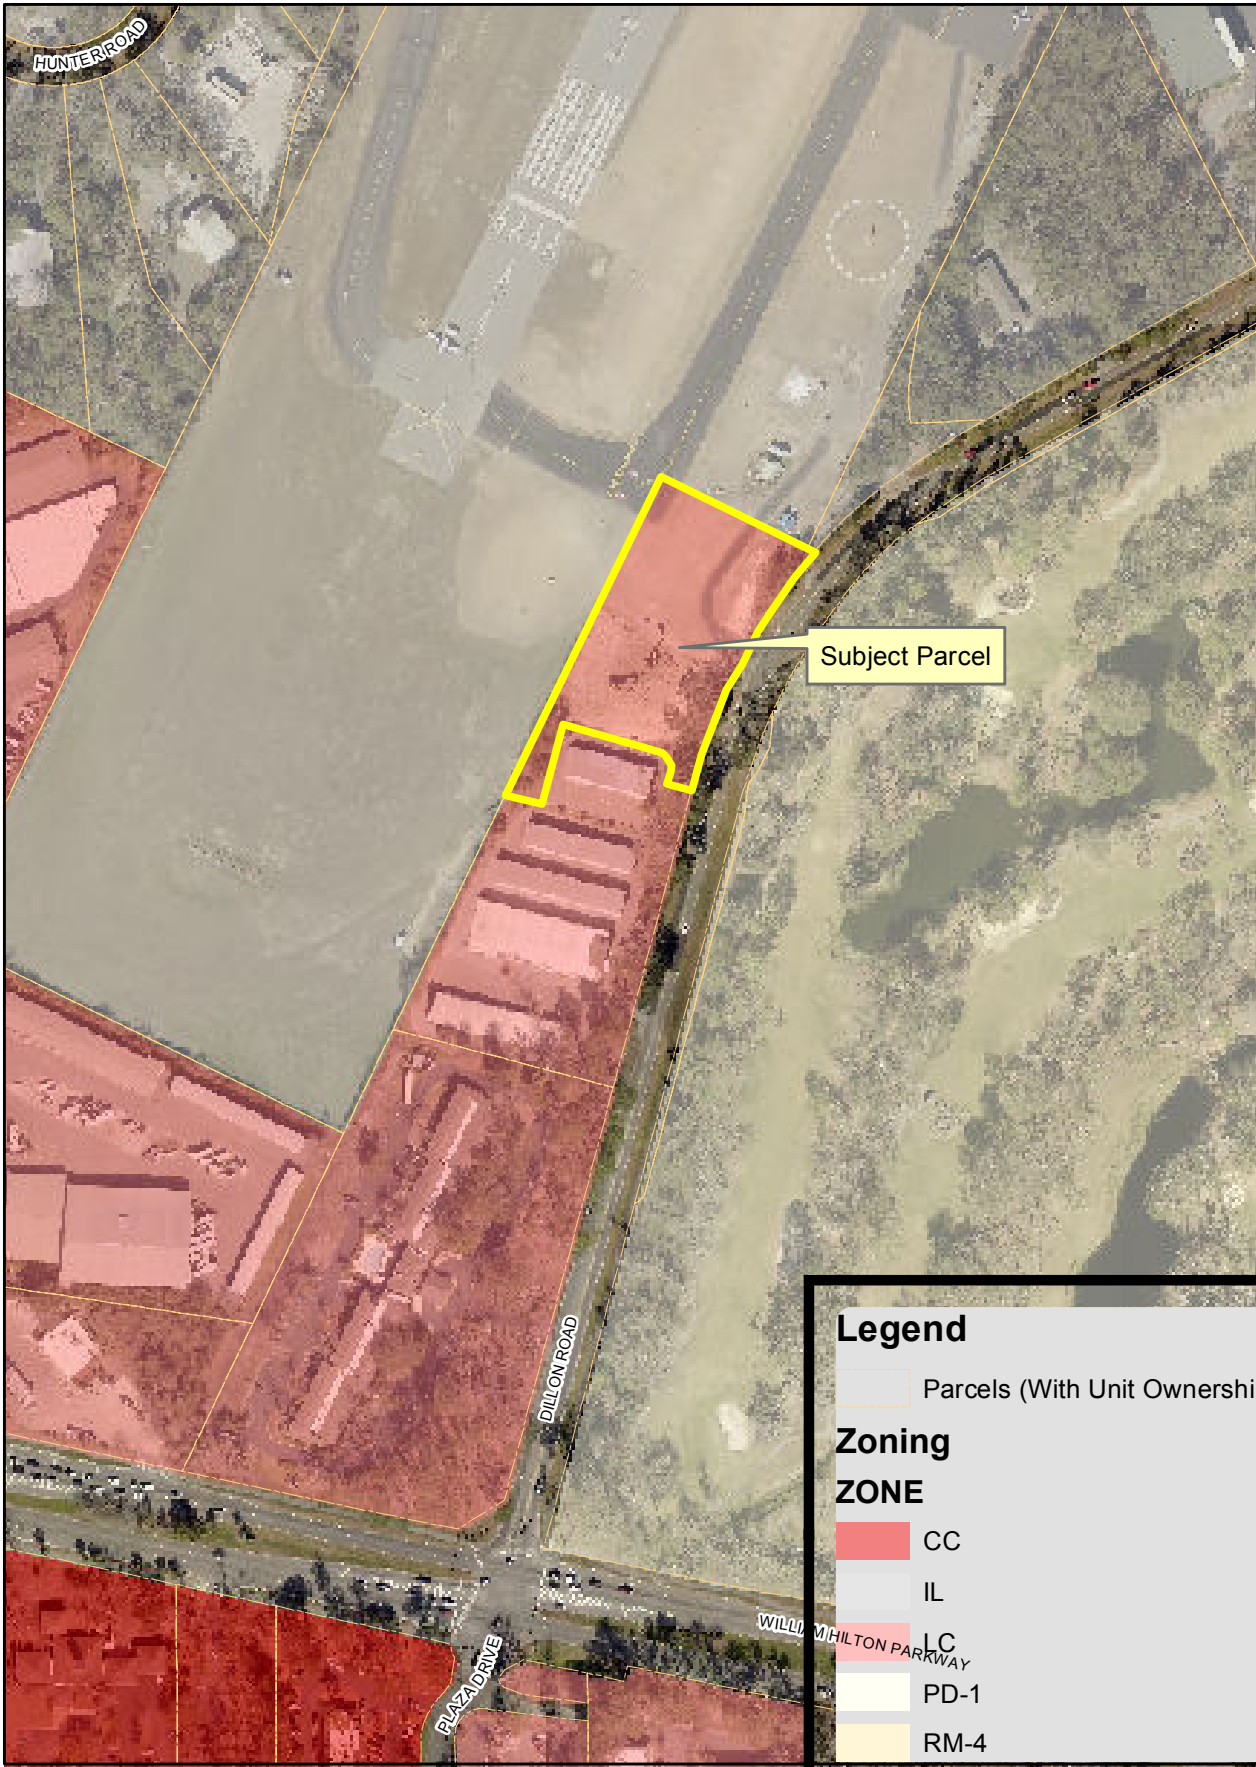 HUNTER ROAD
Subject Parcel
DILLON ROAD
WILLIAM HILTON PARKWAY
PLAZA DRIVE
Legend
Parcels (With Unit Ownershi
Zoning
ZONE
CC
IL
LC
PD-1
RM-4